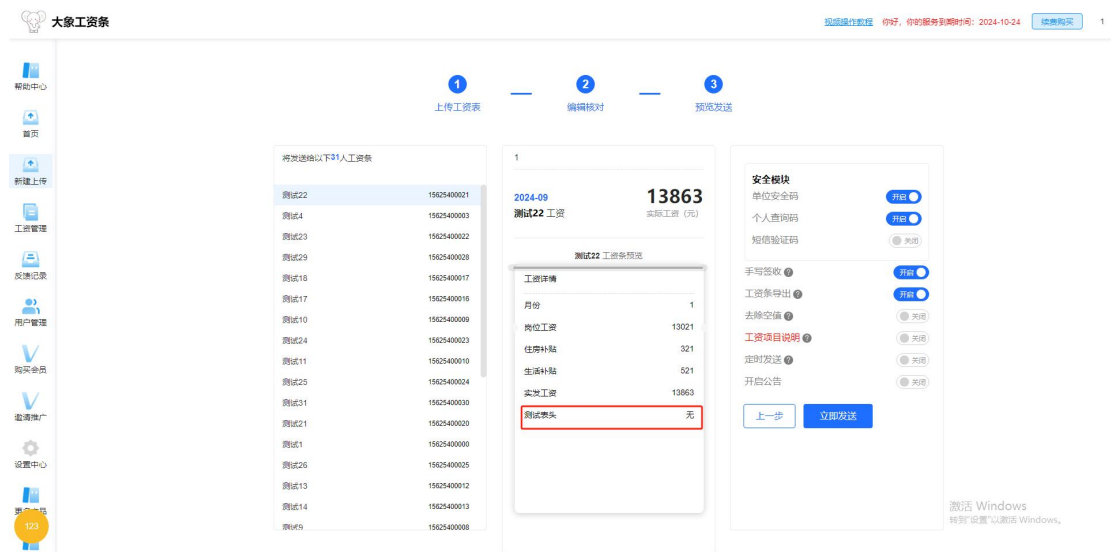 大象工资条
视频操作教程 你好，你的服务到期时间：2024-10-24 续费购买 1
帮助中心
首页
新建上传
工资管理
反馈记录
用户管理
购买会员
邀请推广
设置中心
123
1 2 3
上传工资表 编辑核对 预览发送
将发送给以下31人工资条
测试22 15625400021
测试4 15625400003
测试23 15625400022
测试29 15625400028
测试18 15625400017
测试17 15625400016
测试10 15625400009
测试24 15625400023
测试11 15625400010
测试25 15625400024
测试31 15625400030
测试21 15625400020
测试1 15625400000
测试26 15625400025
测试13 15625400012
测试14 15625400013
测试9 15625400008
1
2024-09 13863
测试22 工资 实际工资（元）
测试22 工资条预览
工资详情
月份 1
岗位工资 13021
住房补贴 321
生活补贴 521
实发工资 13863
测试表头 无
安全模块
单位安全码 开启
个人查询码 开启
短信验证码 关闭
手写签收 ? 开启
工资条导出 ? 开启
去除空值 ? 关闭
工资项目说明 ? 关闭
定时发送 ? 关闭
开启公告 关闭
上一步 立即发送
激活 Windows
转到"设置"以激活 Windows。